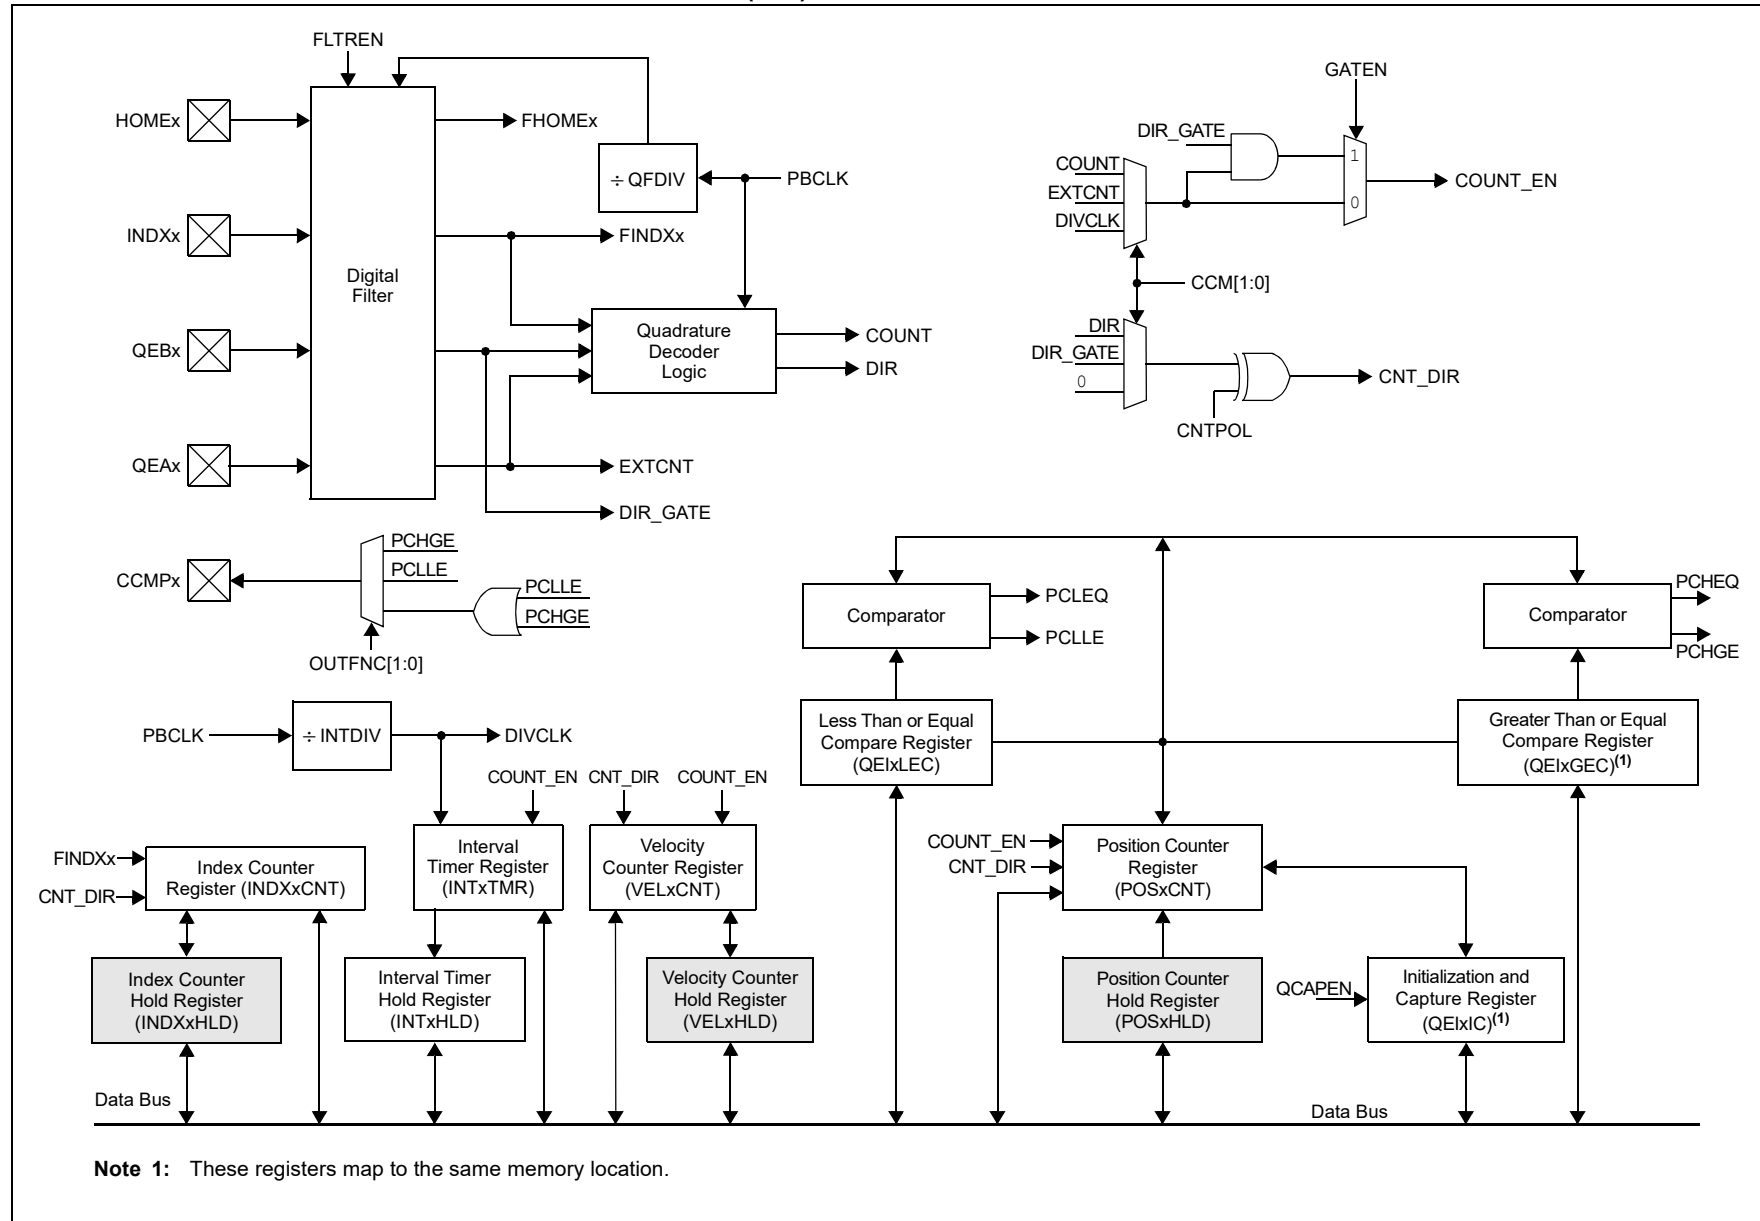 FLTREN
HOMEx
FHOMEx
÷ QFDIV
PBCLK
INDXx
FINDXx
Digital
Filter
QEBx
Quadrature
Decoder
Logic
COUNT
DIR
QEAx
EXTCNT
DIR_GATE
GATEN
DIR_GATE
COUNT
EXTCNT
DIVCLK
1
0
COUNT_EN
CCM[1:0]
DIR
DIR_GATE
0
CNT_DIR
CNTPOL
CCMPx
PCHGE
PCLLE
PCLLE
PCHGE
OUTFNC[1:0]
Comparator
PCLEQ
PCLLE
Comparator
PCHEQ
PCHGE
PBCLK
÷ INTDIV
DIVCLK
Less Than or Equal
Compare Register
(QEIxLEC)
Greater Than or Equal
Compare Register
(QEIxGEC)(1)
COUNT_EN
CNT_DIR
COUNT_EN
FINDXx
CNT_DIR
Index Counter
Register (INDXxCNT)
Interval
Timer Register
(INTxTMR)
Velocity
Counter Register
(VELxCNT)
COUNT_EN
CNT_DIR
Position Counter
Register
(POSxCNT)
Index Counter
Hold Register
(INDXxHLD)
Interval Timer
Hold Register
(INTxHLD)
Velocity Counter
Hold Register
(VELxHLD)
Position Counter
Hold Register
(POSxHLD)
QCAPEN
Initialization and
Capture Register
(QEIxIC)(1)
Data Bus
Data Bus
Note 1: These registers map to the same memory location.